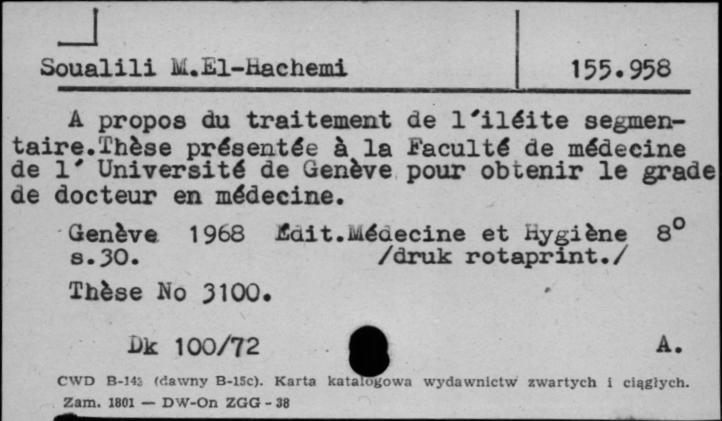 Soualili M.El-Hachemi 155.958
A propos du traitement de l'iléite segmen-
taire.Thèse présentée à la Faculté de médecine
de l' Université de Genève pour obtenir le grade
de docteur en médecine.
Genève 1968 Édit.Médecine et Hygiène 8°
s.30. /druk rotaprint./
Thèse No 3100.
Dk 100/72 A.
CWD B-143 (dawny B-15c). Karta katalogowa wydawnictw zwartych i ciągłych.
Zam. 1801 — DW-On ZGG - 38